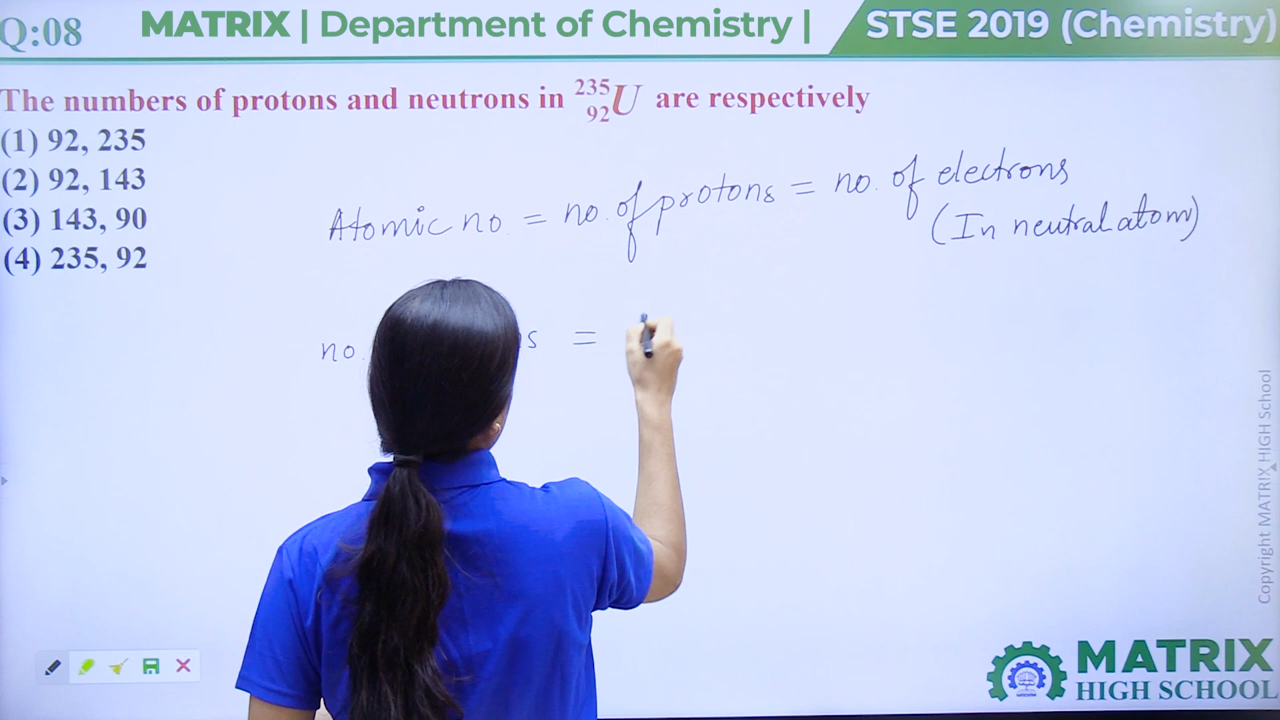 Q:08
MATRIX | Department of Chemistry |
STSE 2019 (Chemistry)
The numbers of protons and neutrons in ²³⁵₉₂U are respectively
(1) 92, 235
(2) 92, 143
(3) 143, 90
(4) 235, 92
Atomic no. = no. of protons = no. of electrons
(In neutral atom)
no. =
Copyright MATRIX HIGH School
MATRIX
HIGH SCHOOL